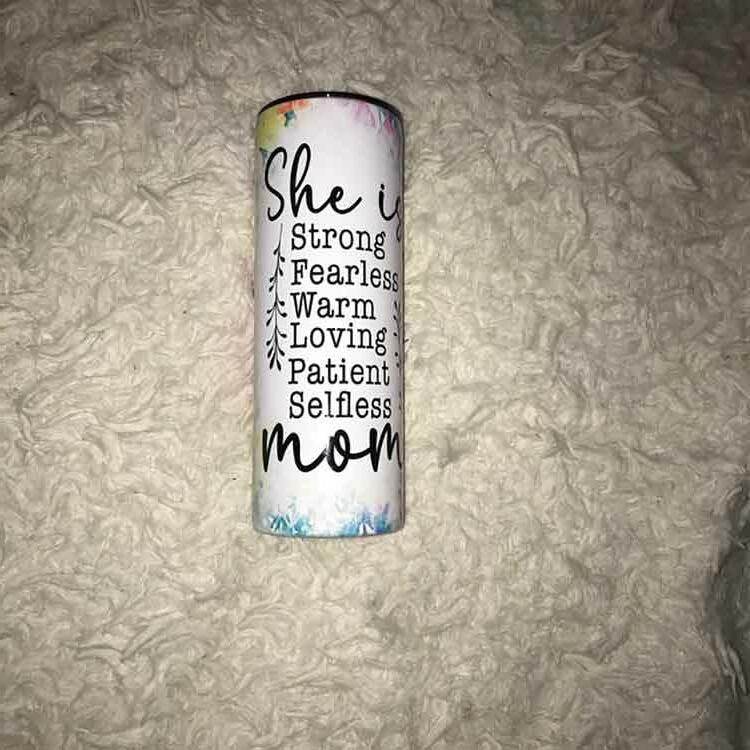 She is
Strong
Fearless
Warm
Loving
Patient
Selfless
mom